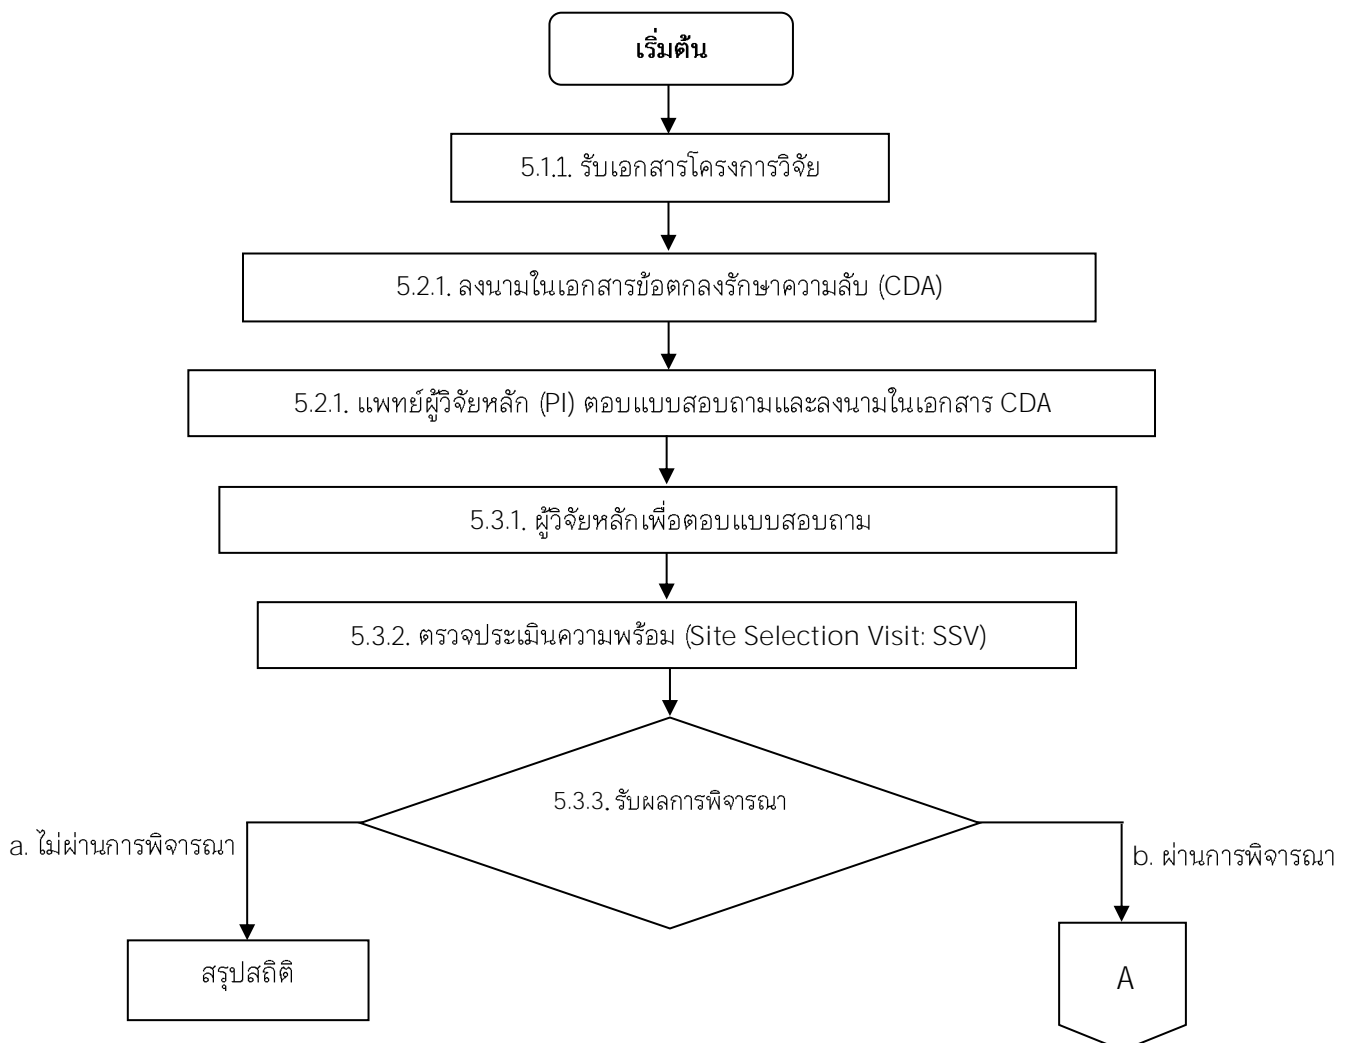 เริ่มต้น
5.1.1. รับเอกสารโครงการวิจัย
5.2.1. ลงนามในเอกสารข้อตกลงรักษาความลับ (CDA)
5.2.1. แพทย์ผู้วิจัยหลัก (PI) ตอบแบบสอบถามและลงนามในเอกสาร CDA
5.3.1. ผู้วิจัยหลักเพื่อตอบแบบสอบถาม
5.3.2. ตรวจประเมินความพร้อม (Site Selection Visit: SSV)
5.3.3. รับผลการพิจารณา
a. ไม่ผ่านการพิจารณา
b. ผ่านการพิจารณา
สรุปสถิติ
A